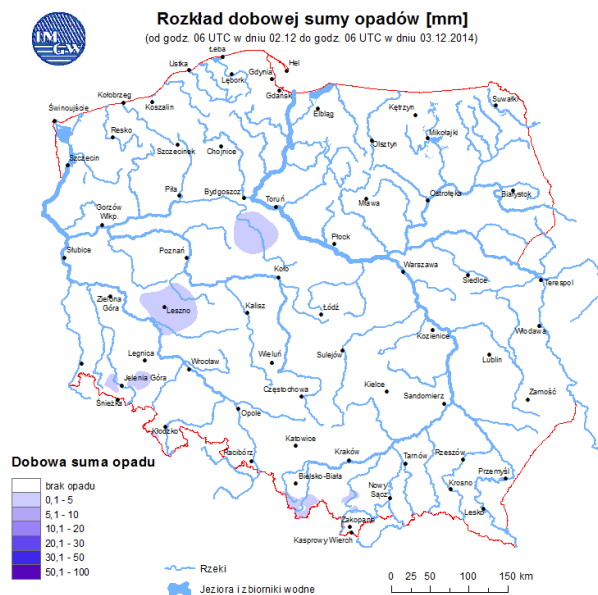 IM
GW
Rozkład dobowej sumy opadów [mm]
(od godz. 06 UTC w dniu 02.12 do godz. 06 UTC w dniu 03.12.2014)
Łeba
Hel
Ustka
Gdynia
Lębork
Gdańsk
Kołobrzeg
Koszalin
Suwałki
Kętrzyn
Elbląg
Świnoujście
Resko
Mikołajki
Olsztyn
Szczecinek
Chojnice
Szczecin
Piła
Bydgoszcz
Toruń
Mława
Ostrołęka
Białystok
Gorzów
Wlkp.
Płock
Słubice
Poznań
Koło
Warszawa
Siedlce
Terespol
Zielona
Góra
Leszno
Kalisz
Łódź
Kozienice
Włodawa
Legnica
Wrocław
Wieluń
Sulejów
Lublin
Jelenia Góra
Śnieżka
Częstochowa
Kielce
Sandomierz
Zamość
Opole
Kłodzko
Katowice
Racibórz
Kraków
Tarnów
Rzeszów
Przemyśl
Bielsko-Biała
Nowy
Sącz
Krosno
Lesko
Zakopane
Kasprowy Wierch
Dobowa suma opadu
brak opadu
0,1 - 5
5,1 - 10
10,1 - 20
20,1 - 30
30,1 - 50
50,1 - 100
Rzeki
Jeziora i zbiorniki wodne
0 25 50 100 150 km